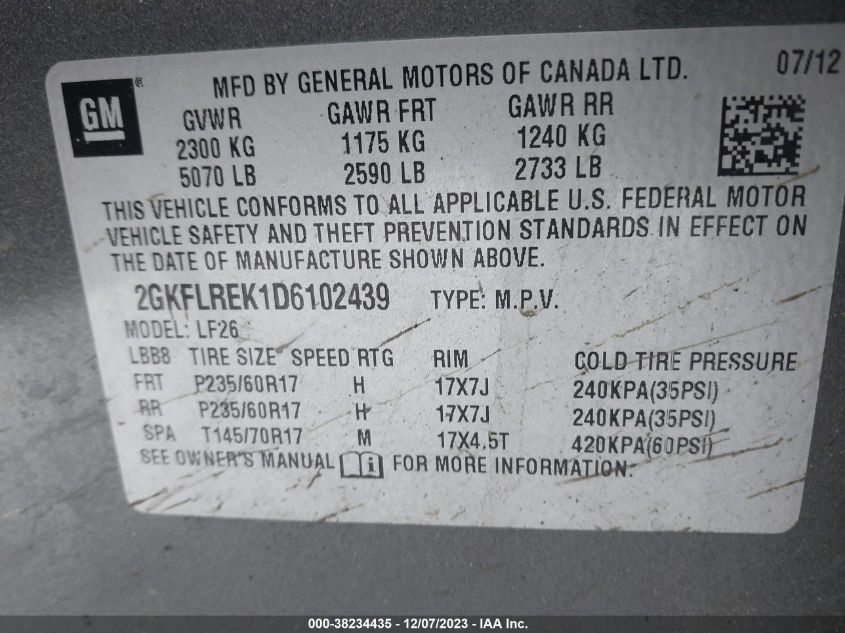 GM ®
MFD BY GENERAL MOTORS OF CANADA LTD. 07/12
GVWR GAWR FRT GAWR RR
2300 KG 1175 KG 1240 KG
5070 LB 2590 LB 2733 LB
THIS VEHICLE CONFORMS TO ALL APPLICABLE U.S. FEDERAL MOTOR
VEHICLE SAFETY AND THEFT PREVENTION STANDARDS IN EFFECT ON
THE DATE OF MANUFACTURE SHOWN ABOVE.
2GKFLREK1D6102439 TYPE: M.P.V.
MODEL: LF26
LBB8 TIRE SIZE SPEED RTG RIM COLD TIRE PRESSURE
FRT P235/60R17 H 17X7J 240KPA(35PSI)
RR P235/60R17 H 17X7J 240KPA(35PSI)
SPA T145/70R17 M 17X4.5T 420KPA(60PSI)
SEE OWNER'S MANUAL FOR MORE INFORMATION.
000-38234435 - 12/07/2023 - IAA Inc.